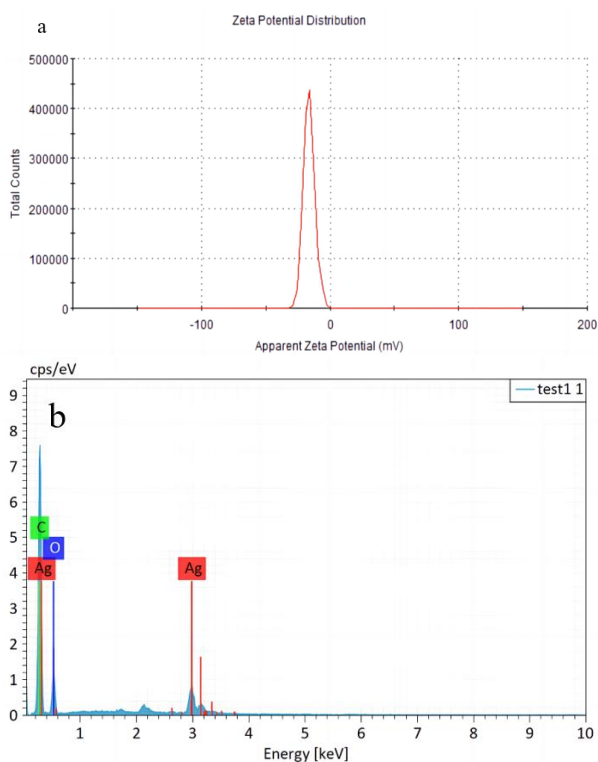 a
Zeta Potential Distribution
500000
400000
300000
200000
100000
0
Total Counts
-100 0 100 200
Apparent Zeta Potential (mV)
cps/eV
b
test1 1
9
8
7
6
5
4
3
2
1
0
C
O
Ag
Ag
1 2 3 4 5 6 7 8 9 10
Energy [keV]